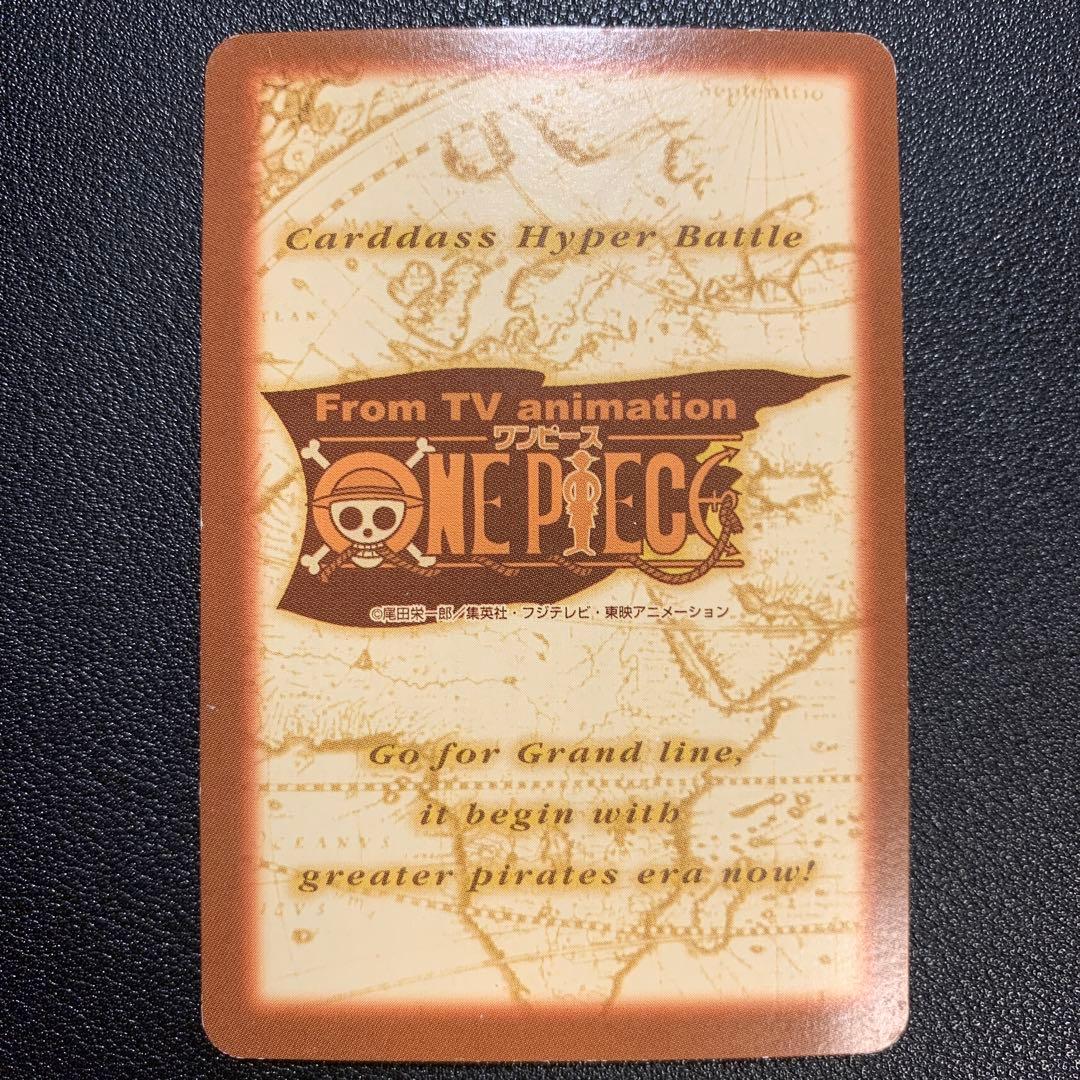 Septentrio
Carddass Hyper Battle
From TV animation
ワンピース
ONE PIECE
©尾田栄一郎／集英社・フジテレビ・東映アニメーション
Go for Grand line,
it begin with
greater pirates era now!